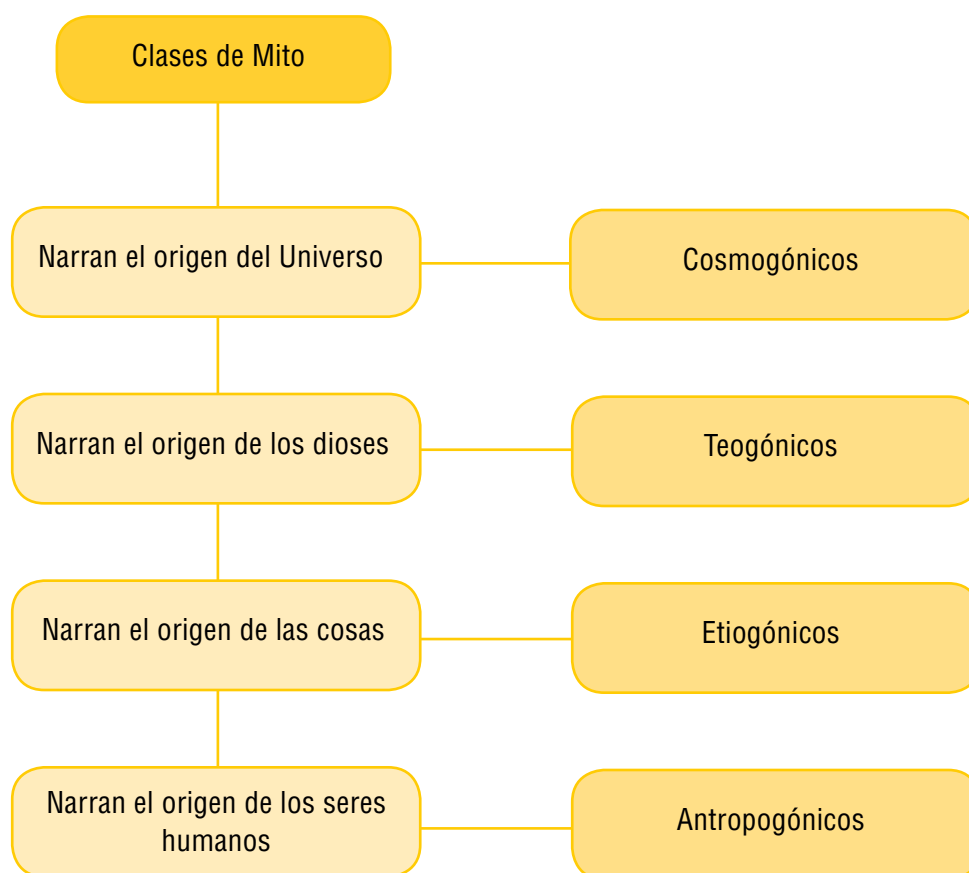 Clases de Mito
Narran el origen del Universo
Cosmogónicos
Narran el origen de los dioses
Teogónicos
Narran el origen de las cosas
Etiogónicos
Narran el origen de los seres
humanos
Antropogónicos